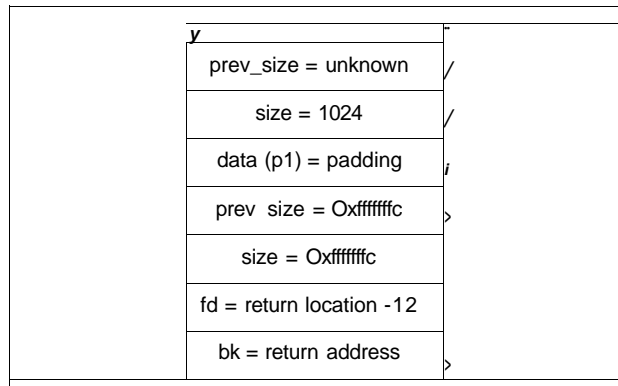 y
prev_size = unknown
/
size = 1024
/
data (p1) = padding
i
prev size = Oxfffffffc
>
size = Oxfffffffc
fd = return location -12
bk = return address
>